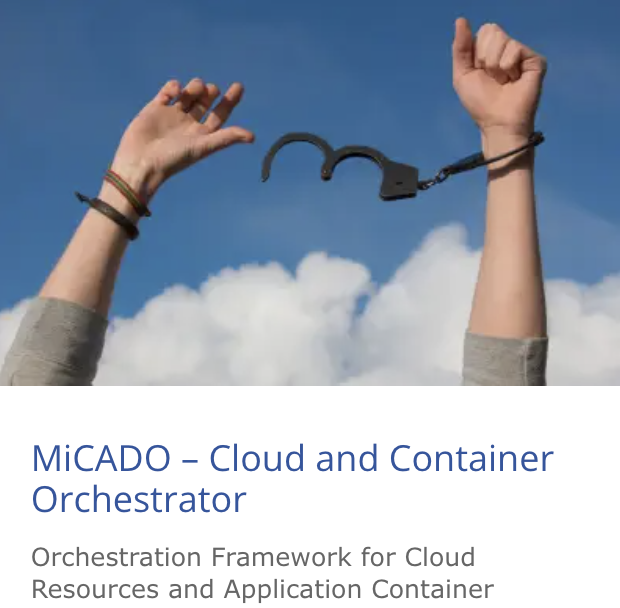 MiCADO – Cloud and Container
Orchestrator
Orchestration Framework for Cloud
Resources and Application Container